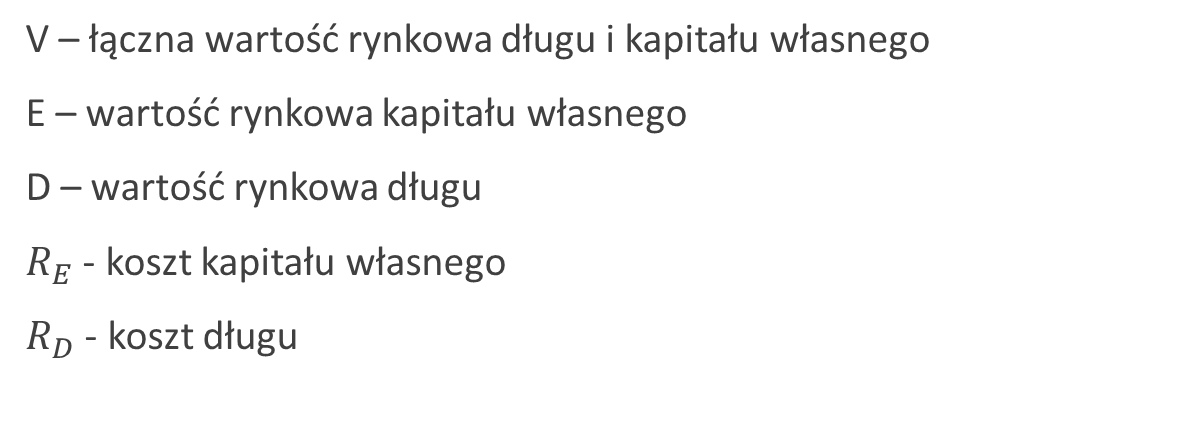 V – łączna wartość rynkowa długu i kapitału własnego
E – wartość rynkowa kapitału własnego
D – wartość rynkowa długu
R_E - koszt kapitału własnego
R_D - koszt długu